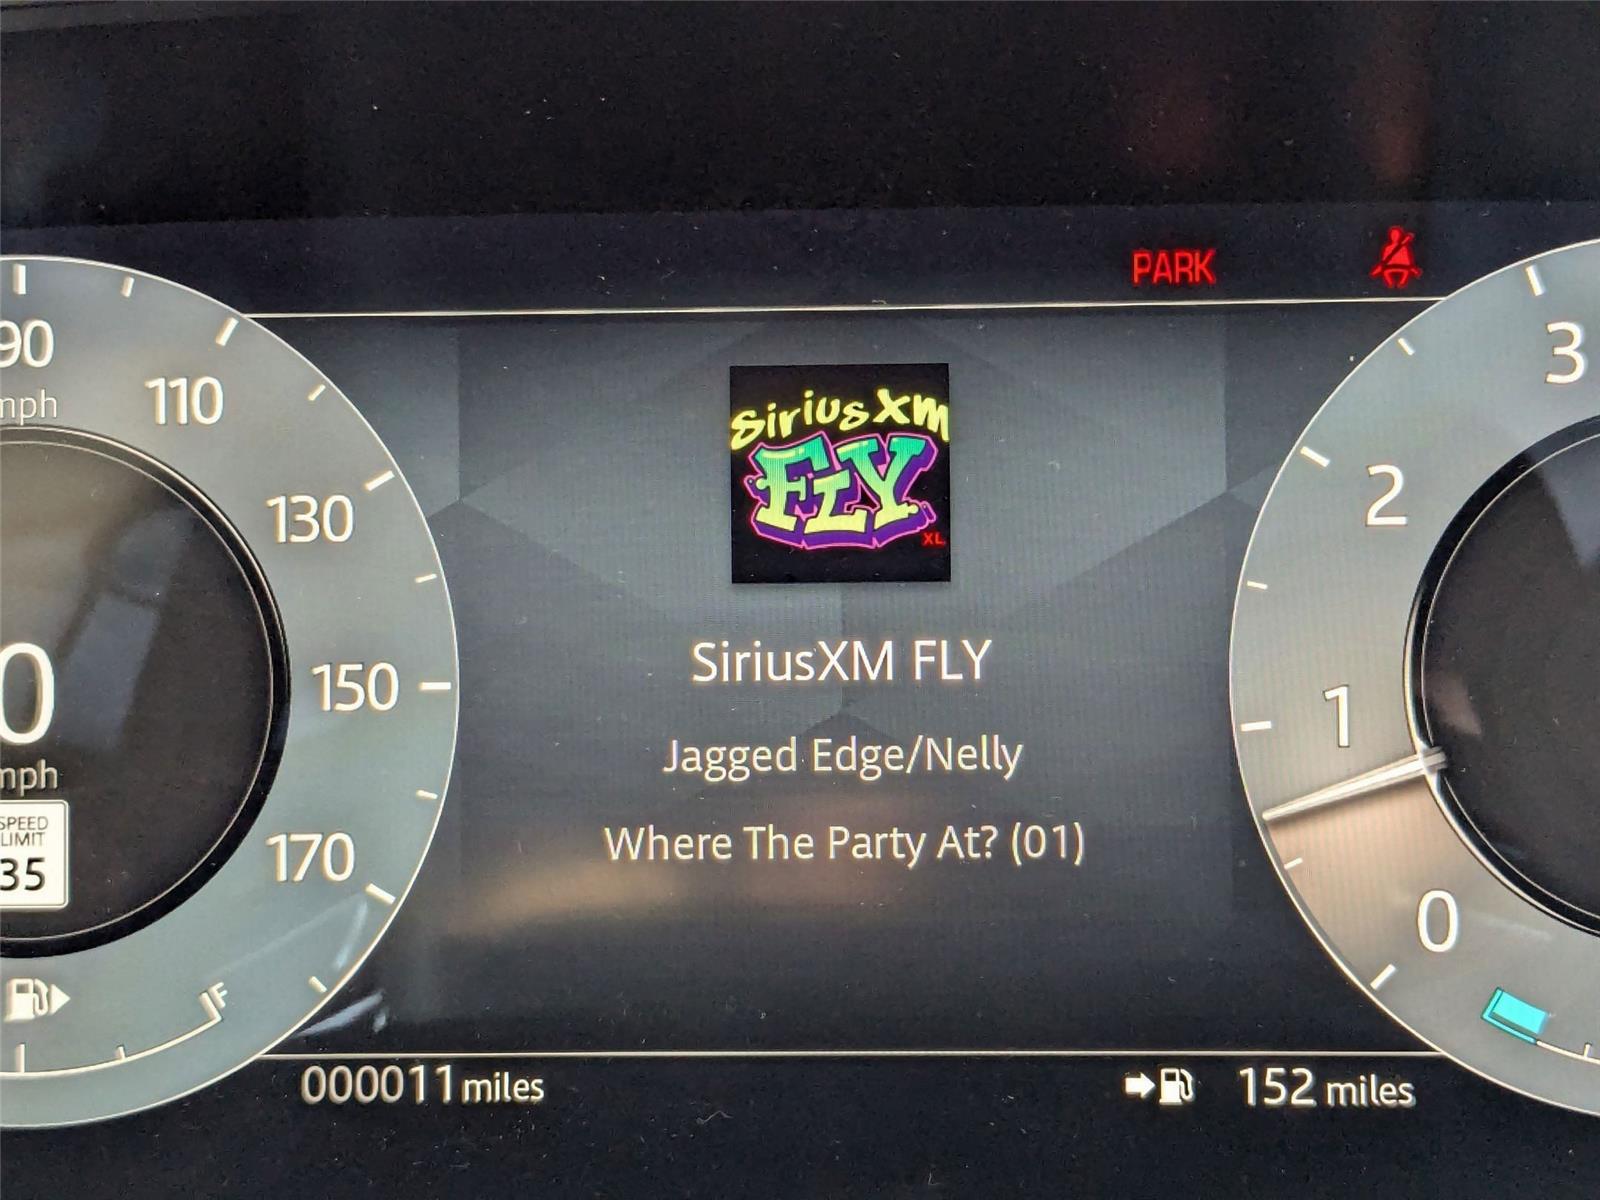 PARK
90
mph
110
130
150
170
0
mph
SPEED
LIMIT
35
F
SiriusXM
FLY
XL
SiriusXM FLY
Jagged Edge/Nelly
Where The Party At? (01)
3
2
1
0
000011 miles
152 miles